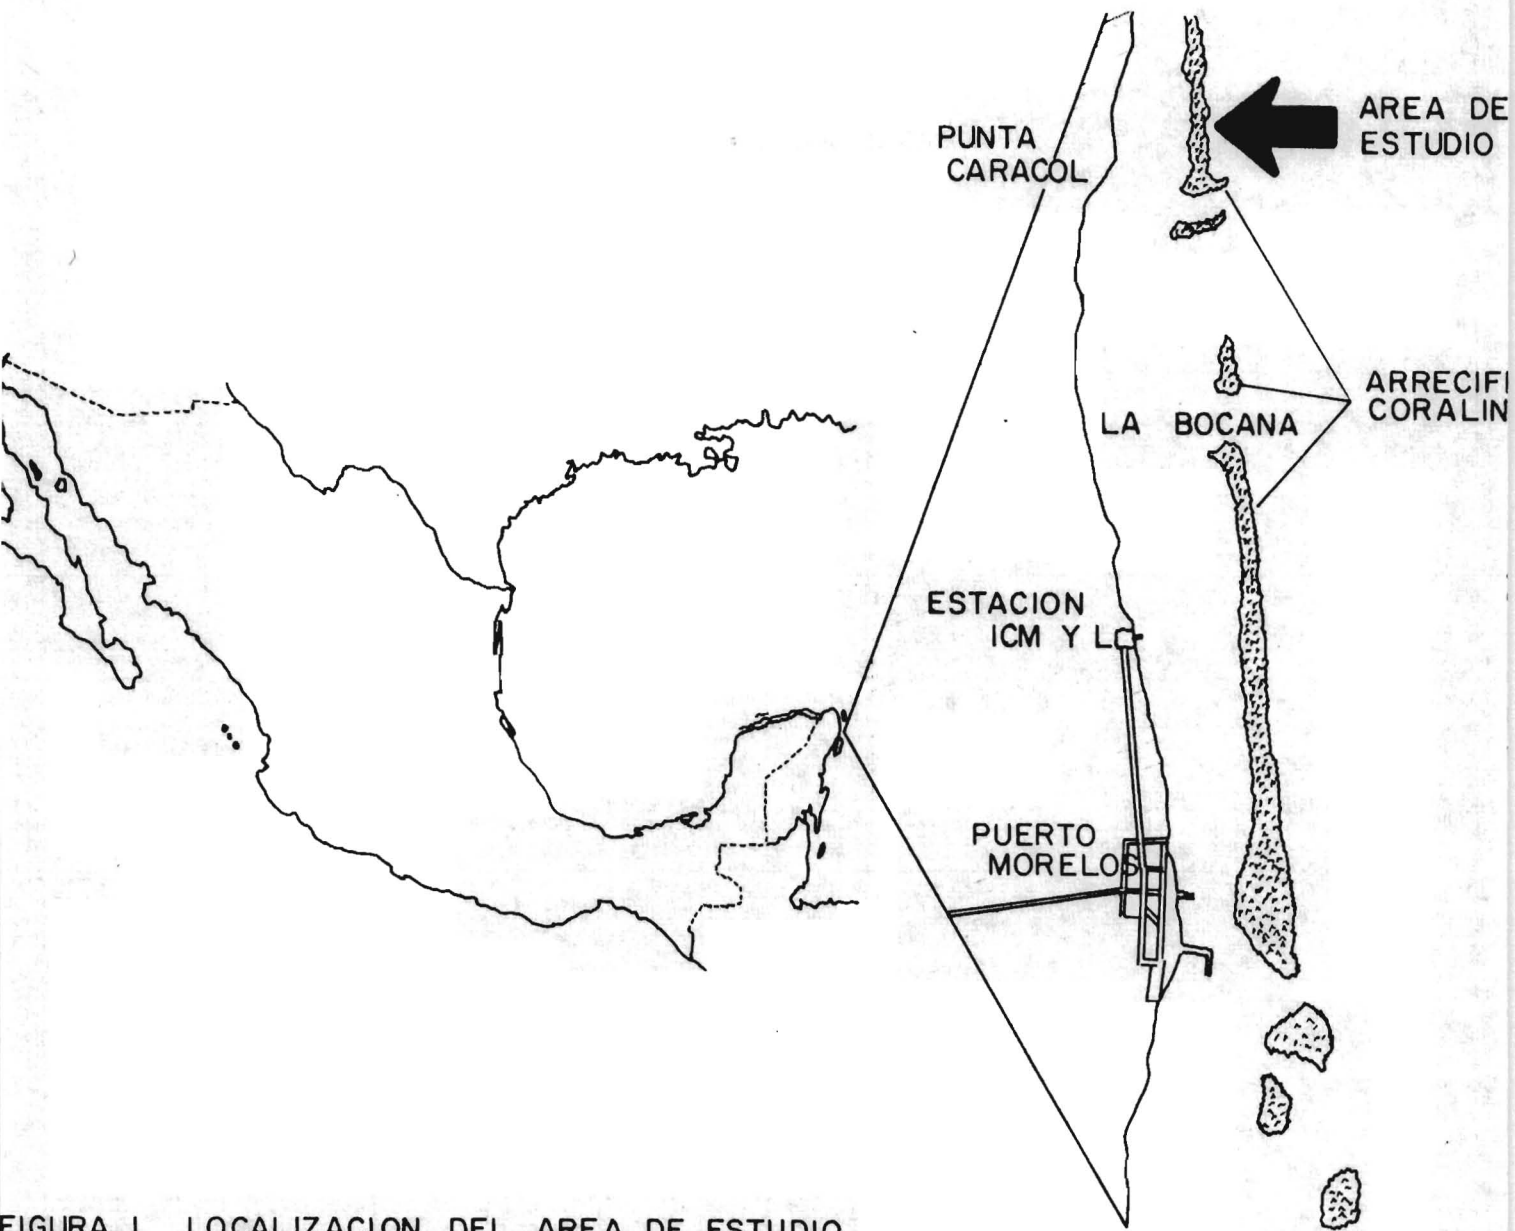 PUNTA
CARACOL
AREA DE
ESTUDIO
ARRECIFI
CORALIN
LA BOCANA
ESTACION
ICM Y L
PUERTO
MORELOS
FIGURA I. LOCALIZACION DEL AREA DE ESTUDIO